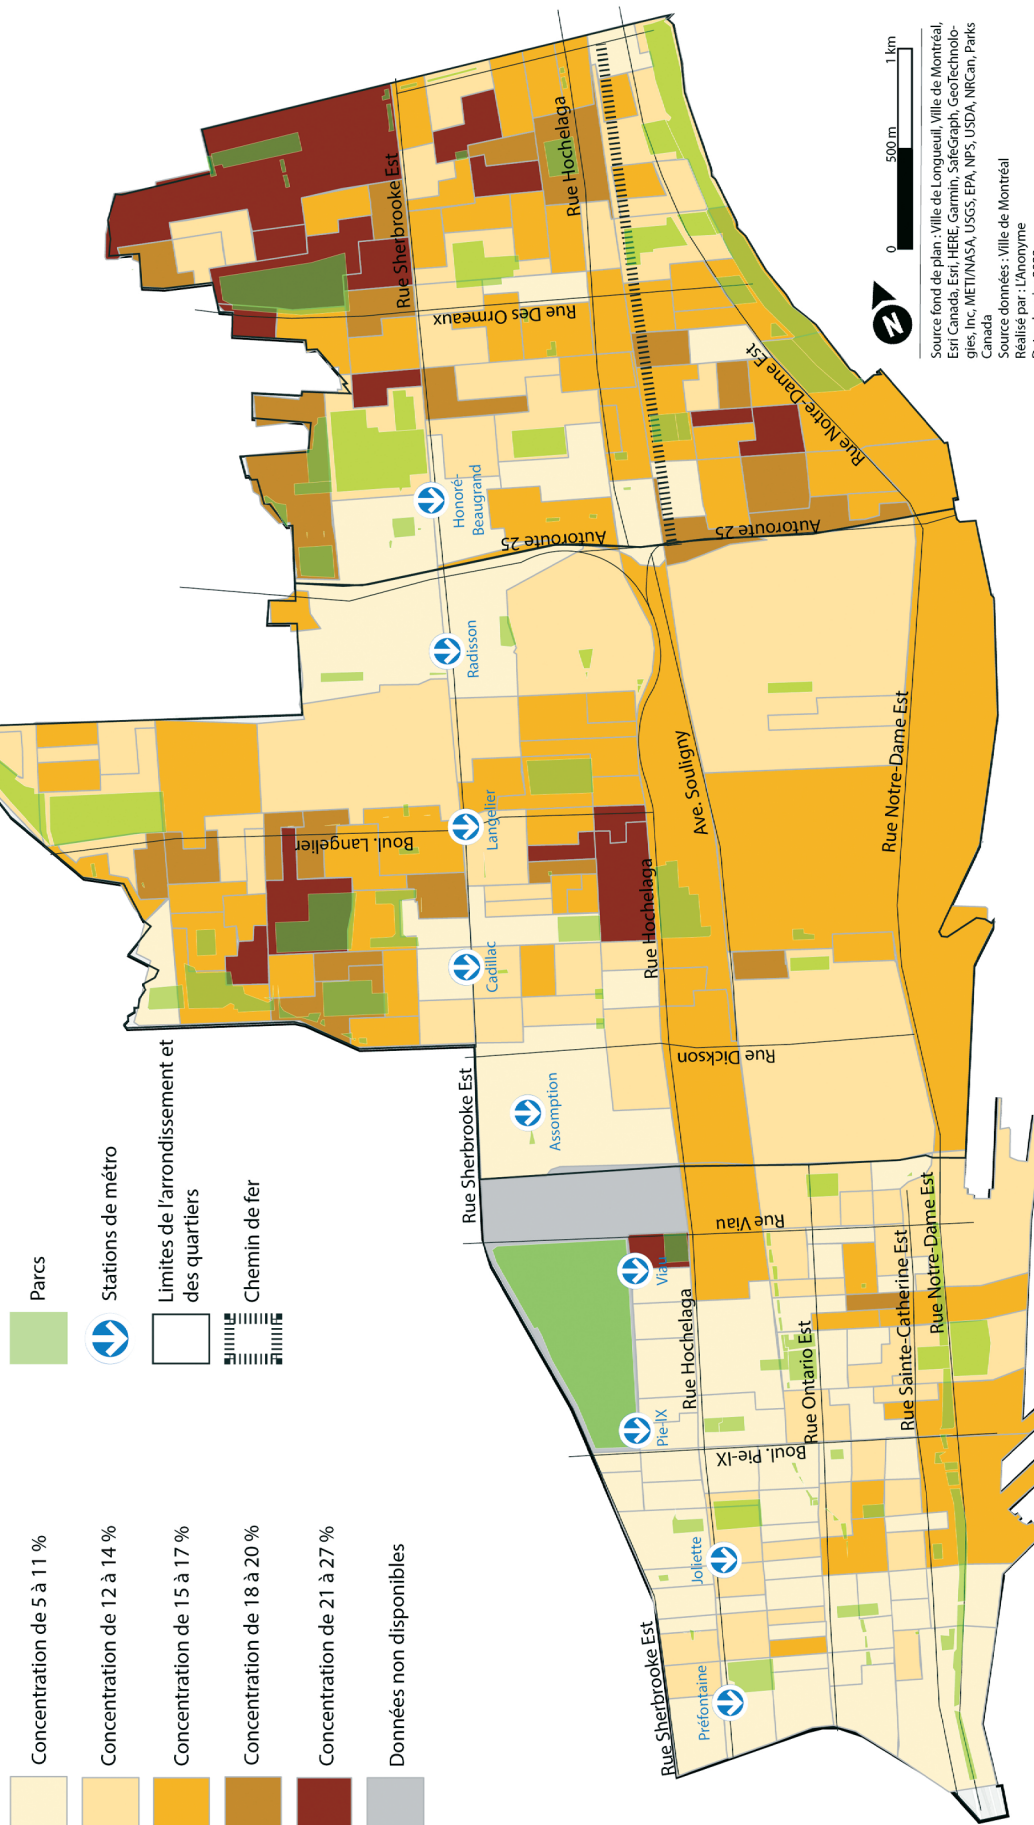 Concentration de 5 à 11 %
Concentration de 12 à 14 %
Concentration de 15 à 17 %
Concentration de 18 à 20 %
Concentration de 21 à 27 %
Données non disponibles
Parcs
Stations de métro
Limites de l'arrondissement et
des quartiers
Chemin de fer
Rue Sherbrooke Est
Préfontaine
Joliette
Pie-IX
Boul. Pie-IX
Viau
Rue Viau
Rue Hochelaga
Rue Ontario Est
Rue Sainte-Catherine Est
Rue Notre-Dame Est
Rue Sherbrooke Est
Assomption
Rue Dickson
Cadillac
Langelier
Boul. Langelier
Rue Hochelaga
Ave. Souligny
Rue Notre-Dame Est
Radisson
Honoré-
Beaugrand
Autoroute 25
Autoroute 25
Rue Des Ormeaux
Rue Sherbrooke Est
Rue Hochelaga
Rue Notre-Dame Est
N
0 500 m 1 km
Source fond de plan : Ville de Longueuil, Ville de Montréal,
Esri Canada, Esri, HERE, Garmin, SafeGraph, GeoTechnolo-
gies, Inc, METI/NASA, USGS, EPA, NPS, USDA, NRCan, Parks
Canada
Source données : Ville de Montréal
Réalisé par : L'Anonyme